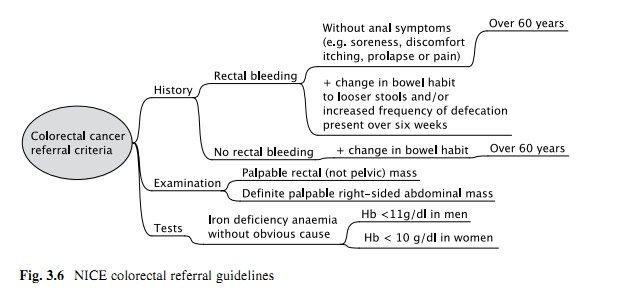 Colorectal cancer
referral criteria
History
Rectal bleeding
Without anal symptoms
(e.g. soreness, discomfort
itching, prolapse or pain)
Over 60 years
+ change in bowel habit
to looser stools and/or
increased frequency of defecation
present over six weeks
No rectal bleeding
+ change in bowel habit
Over 60 years
Examination
Palpable rectal (not pelvic) mass
Definite palpable right-sided abdominal mass
Tests
Iron deficiency anaemia
without obvious cause
Hb <11g/dl in men
Hb < 10 g/dl in women
Fig. 3.6 NICE colorectal referral guidelines